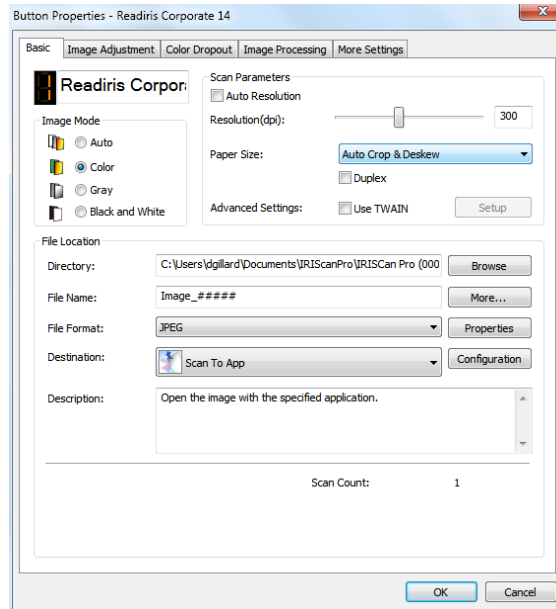 Button Properties - Readiris Corporate 14
Basic Image Adjustment Color Dropout Image Processing More Settings
1 Readiris Corpor
Scan Parameters
Auto Resolution
Resolution(dpi): 300
Image Mode
Auto
Color
Gray
Black and White
Paper Size: Auto Crop & Deskew
Duplex
Advanced Settings: Use TWAIN Setup
File Location
Directory: C:\Users\dgillard\Documents\IRIScanPro\IRISCan Pro (000 Browse
File Name: Image_##### More...
File Format: JPEG Properties
Destination: Scan To App Configuration
Description: Open the image with the specified application.
Scan Count: 1
OK Cancel